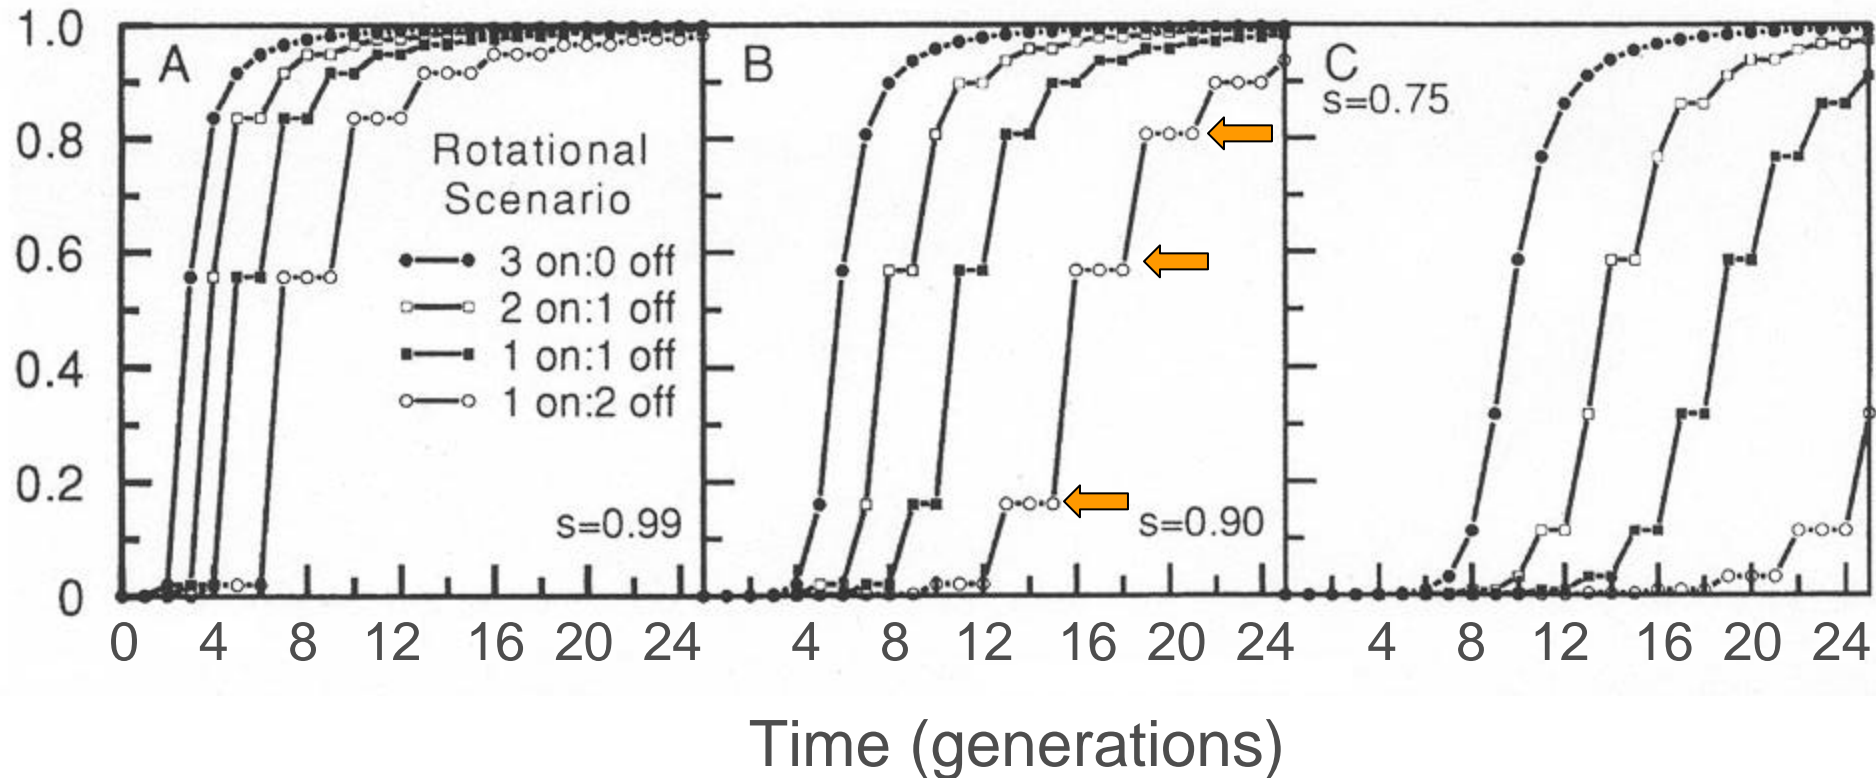 1.0
0.8
0.6
0.4
0.2
0
A
Rotational
Scenario
3 on:0 off
2 on:1 off
1 on:1 off
1 on:2 off
s=0.99
B
s=0.90
C
s=0.75
0 4 8 12 16 20 24 4 8 12 16 20 24 4 8 12 16 20 24
Time (generations)